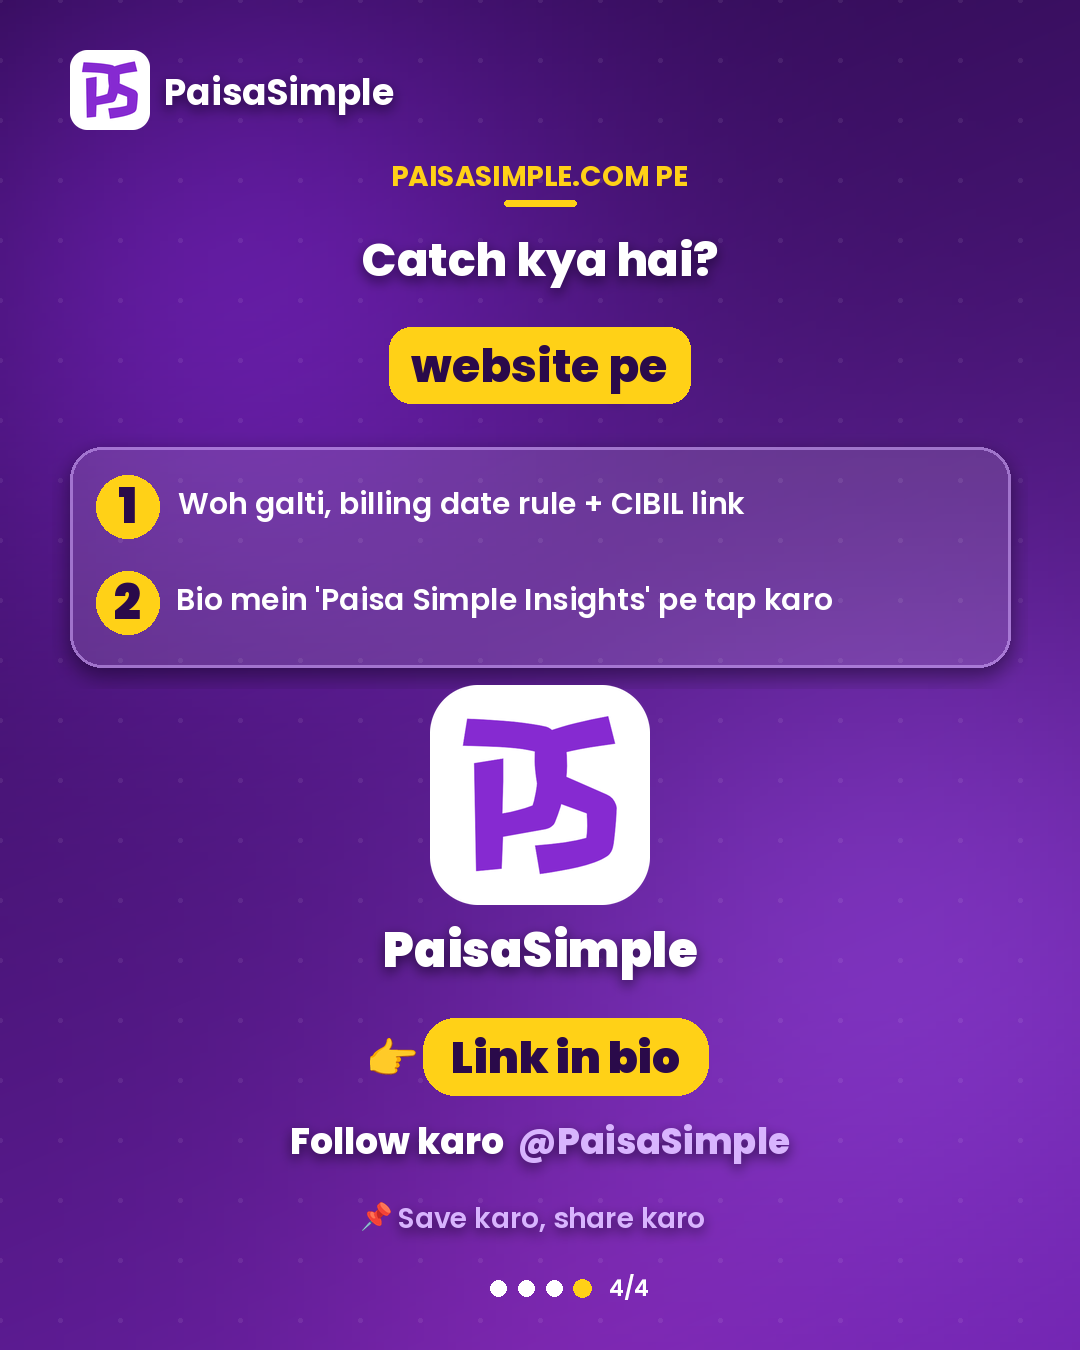 PaisaSimple
PAISASIMPLE.COM PE
Catch kya hai?
website pe
1 Woh galti, billing date rule + CIBIL link
2 Bio mein 'Paisa Simple Insights' pe tap karo
PS
PaisaSimple
👉 Link in bio
Follow karo @PaisaSimple
📌 Save karo, share karo
4/4